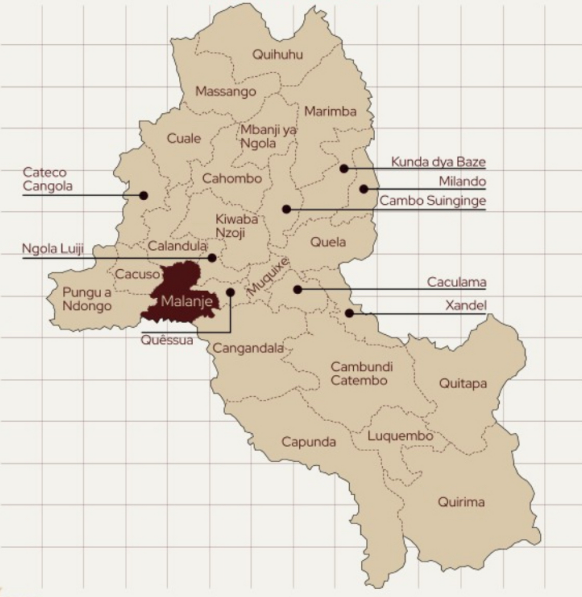 Quihuhu
Massango
Marimba
Cuale
Mbanji ya
Ngola
Kunda dya Baze
Cateco
Cangola
Cahombo
Milando
Cambo Suinginge
Kiwaba
Nzoji
Ngola Luiji
Calandula
Quela
Cacuso
Muquixe
Caculama
Pungu a
Ndongo
Malanje
Xandel
Quêssua
Cangandala
Cambundi
Catembo
Quitapa
Capunda
Luquembo
Quirima